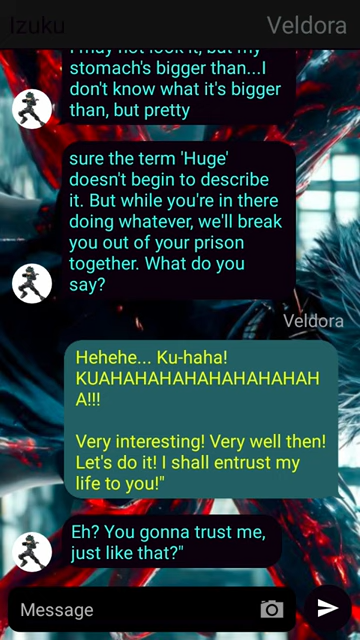 Izuku
Veldora
I may not look it, but my
stomach's bigger than...I
don't know what it's bigger
than, but pretty
sure the term 'Huge'
doesn't begin to describe
it. But while you're in there
doing whatever, we'll break
you out of your prison
together. What do you
say?
Veldora
Hehehe... Ku-haha!
KUAHAHAHAHAHAHAHAH
A!!!
Very interesting! Very well then!
Let's do it! I shall entrust my
life to you!"
Eh? You gonna trust me,
just like that?"
Message